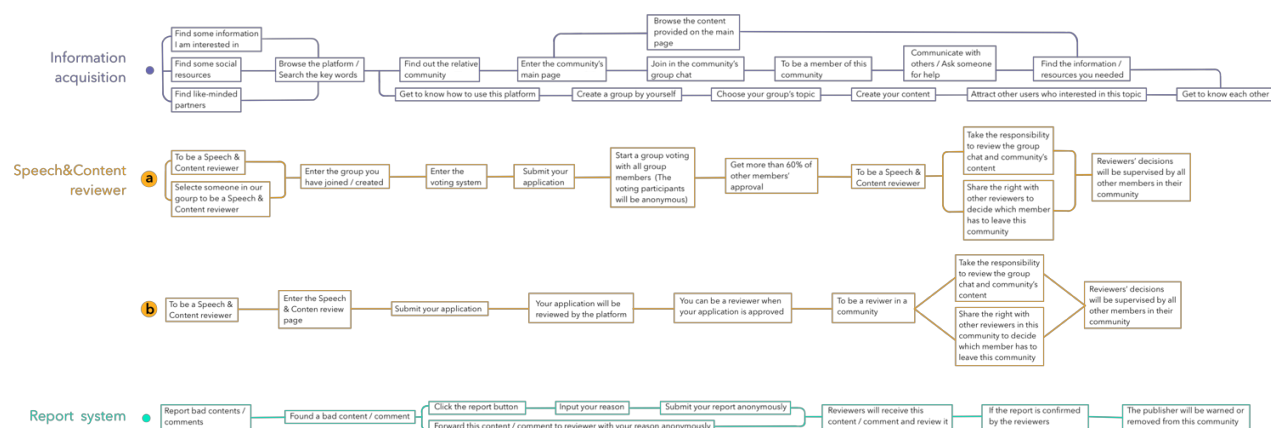 Information
acquisition
Find some information
I am interested in
Find some social
resources
Find like-minded
partners
Browse the platform /
Search the key words
Find out the relative
community
Enter the community's
main page
Browse the content
provided on the main
page
Join in the community's
group chat
To be a member of this
community
Communicate with
others / Ask someone
for help
Find the information /
resources you needed
Get to know how to use this platform
Create a group by yourself
Choose your group's topic
Create your content
Attract other users who interested in this topic
Get to know each other
Speech&Content
reviewer
a
To be a Speech &
Content reviewer
Selecte someone in our
gourp to be a Speech &
Content reviewer
Enter the group you
have joined / created
Enter the
voting system
Submit your
application
Start a group voting
with all group
members (The
voting participants
will be anonymous)
Get more than 60% of
other members'
approval
To be a Speech &
Content reviewer
Take the responsibility
to review the group
chat and community's
content
Share the right with
other reviewers to
decide which member
has to leave this
community
Reviewers' decisions
will be supervised by all
other members in their
community
b
To be a Speech &
Content reviewer
Enter the Speech
& Conten review
page
Submit your application
Your application will be
reviewed by the platform
You can be a reviewer when
your application is approved
To be a reviwer in a
community
Take the responsibility
to review the group
chat and community's
content
Share the right with
other reviewers in this
community to decide
which member has to
leave this community
Reviewers' decisions
will be supervised by all
other members in their
community
Report system
Report bad contents /
comments
Found a bad content / comment
Click the report button
Input your reason
Submit your report anonymously
Forward this content / comment to reviewer with your reason anonymously
Reviewers will receive this
content / comment and review it
If the report is confirmed
by the reviewers
The publisher will be warned or
removed from this community